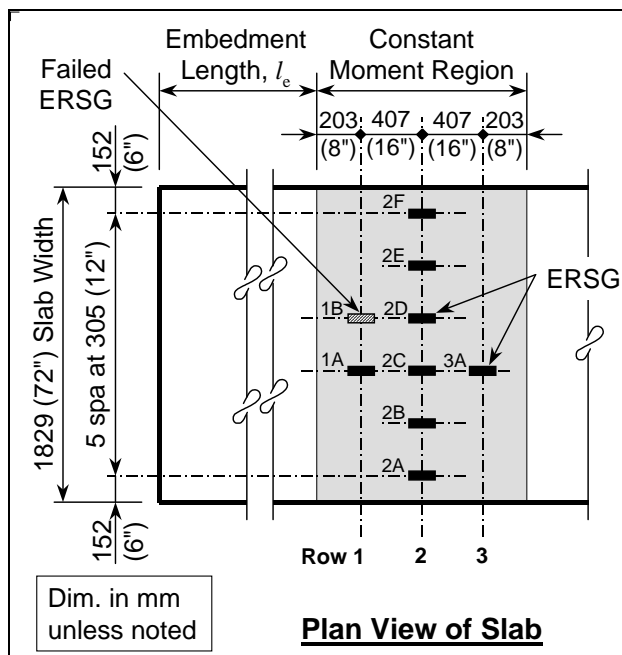 Embedment
Length, lₑ
Constant
Moment Region
Failed
ERSG
203
(8")
407
(16")
407
(16")
203
(8")
152
(6")
1829 (72") Slab Width
5 spa at 305 (12")
152
(6")
2F
2E
1B
2D
ERSG
1A
2C
3A
2B
2A
Row 1
2
3
Dim. in mm
unless noted
Plan View of Slab